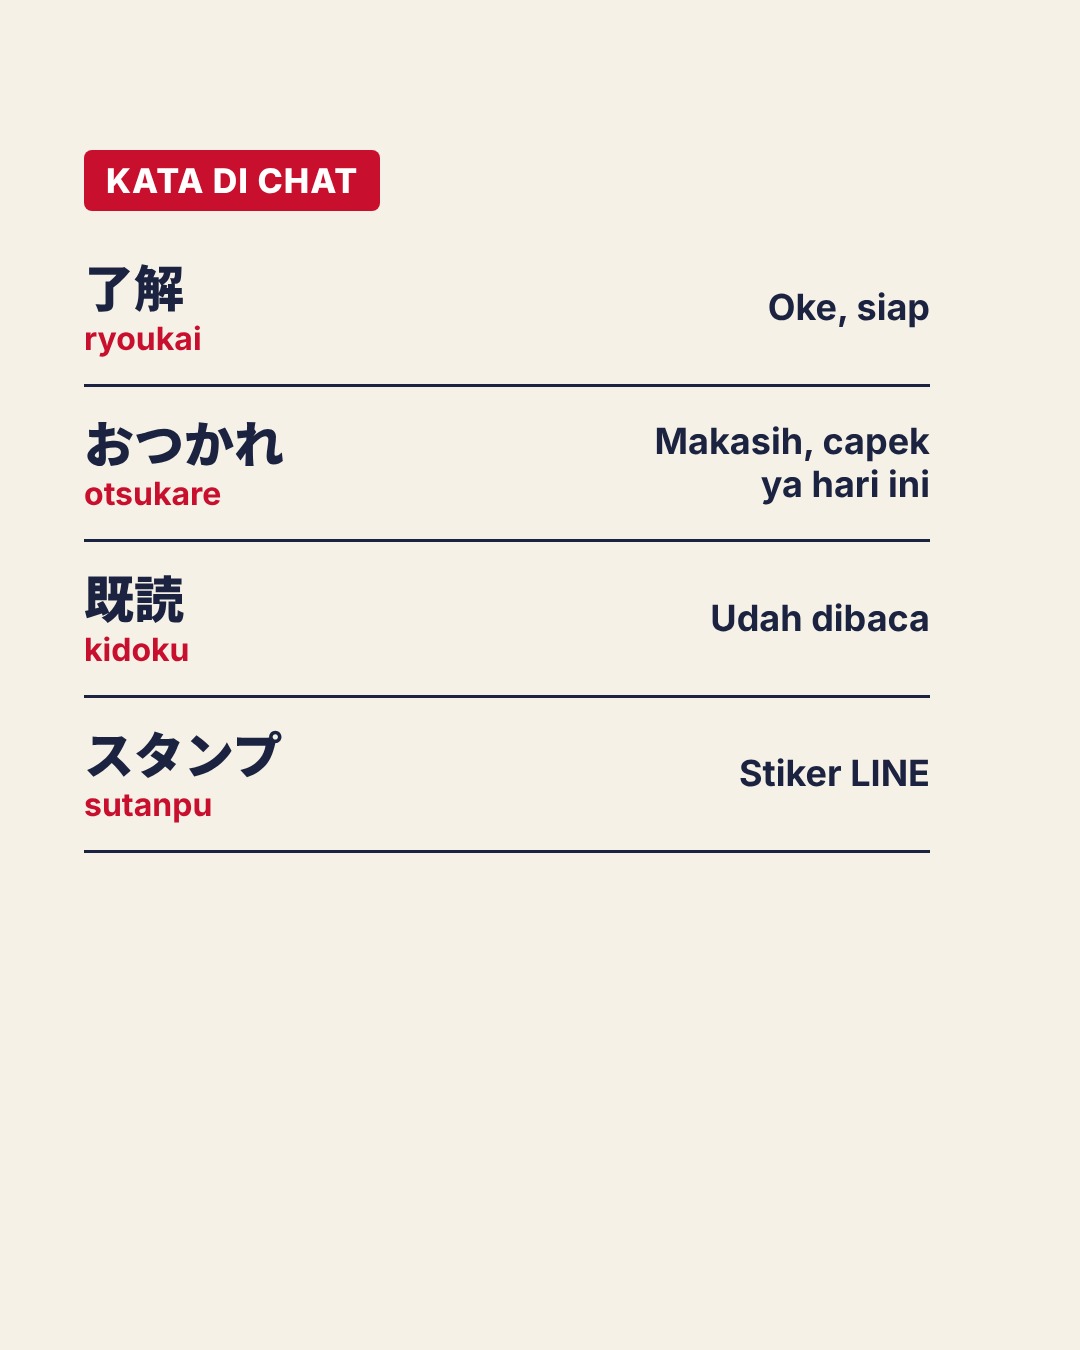 KATA DI CHAT
了解
ryoukai
Oke, siap
おつかれ
otsukare
Makasih, capek
ya hari ini
既読
kidoku
Udah dibaca
スタンプ
sutanpu
Stiker LINE